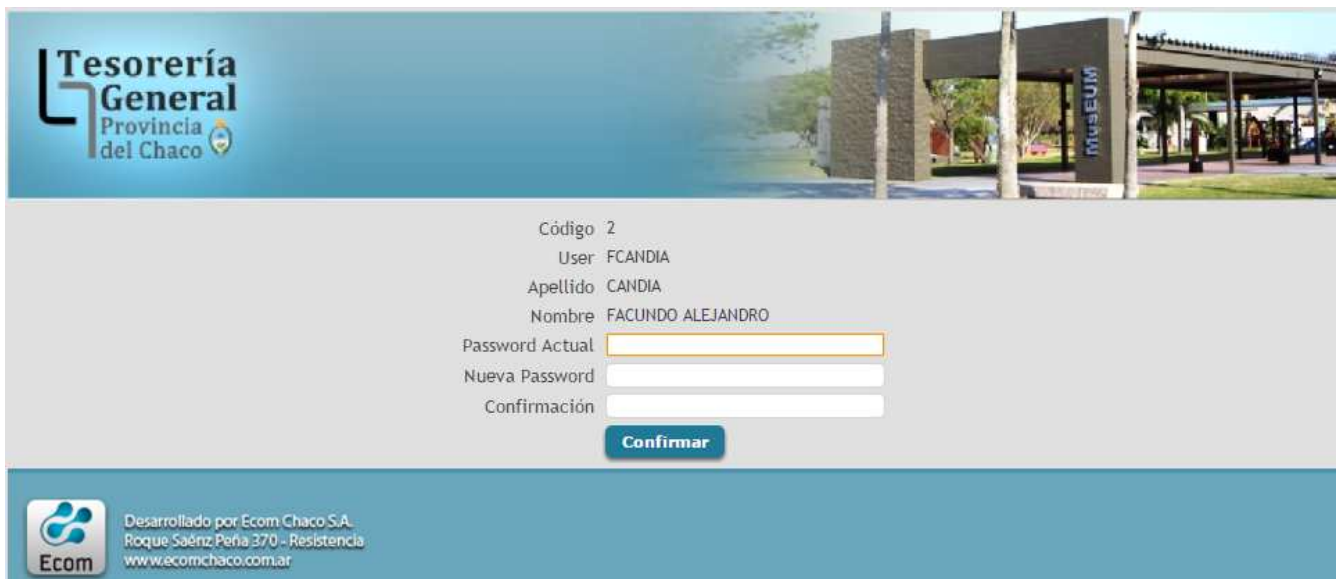 Tesorería
General
Provincia
del Chaco
MusEUM
Código 2
User FCANDIA
Apellido CANDIA
Nombre FACUNDO ALEJANDRO
Password Actual
Nueva Password
Confirmación
Confirmar
Desarrollado por Ecom Chaco S.A.
Roque Saénz Peña 370 - Resistencia
www.ecomchaco.com.ar
Ecom